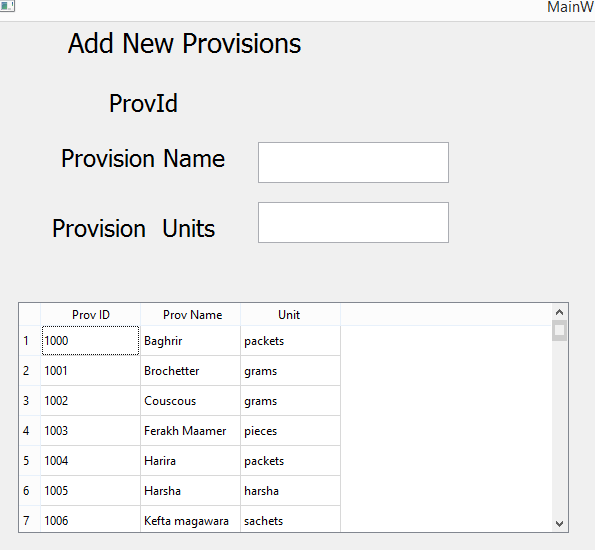 MainW
Add New Provisions
ProvId
Provision Name
Provision Units
Prov ID Prov Name Unit
1 1000 Baghrir packets
2 1001 Brochetter grams
3 1002 Couscous grams
4 1003 Ferakh Maamer pieces
5 1004 Harira packets
6 1005 Harsha harsha
7 1006 Kefta magawara sachets